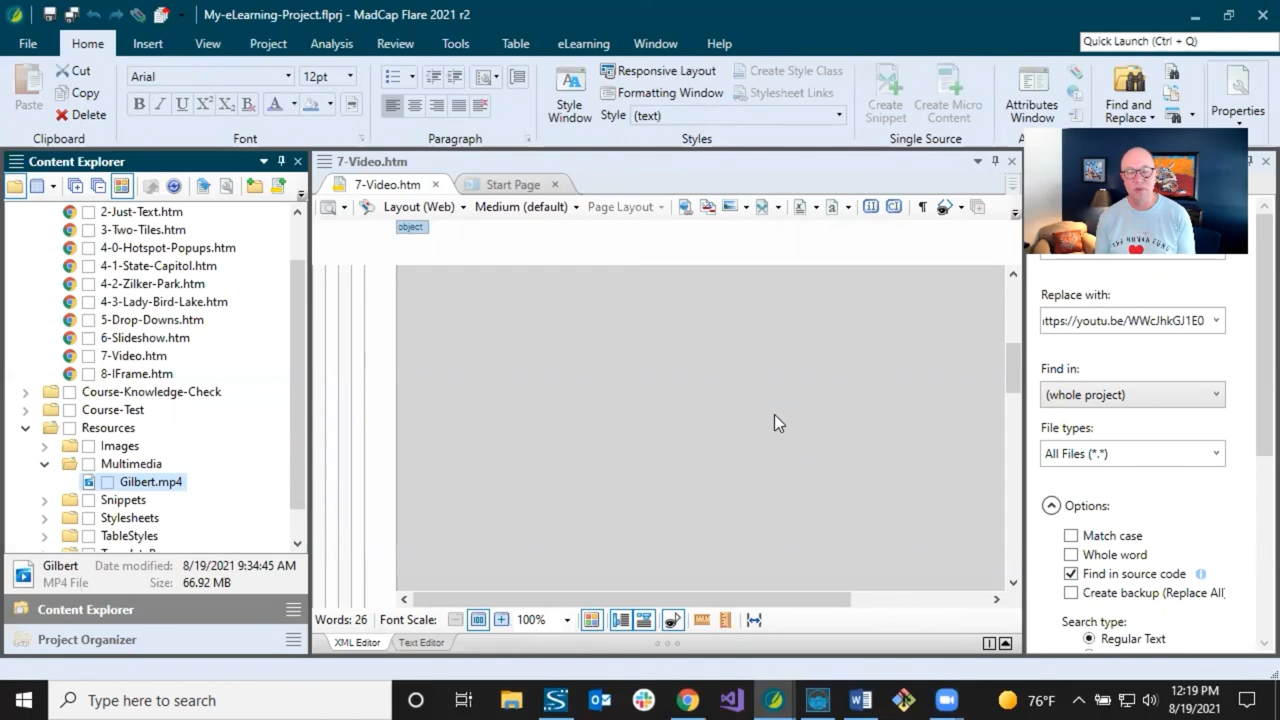 My-eLearning-Project.flprj - MadCap Flare 2021 r2
File Home Insert View Project Analysis Review Tools Table eLearning Window Help
Quick Launch (Ctrl + Q)
Paste
Cut
Copy
Delete
Clipboard
Arial
12pt
B I U X² X₂ B A
Font
Paragraph
Style Window
Responsive Layout
Formatting Window
Style (text)
Create Style Class
Stylesheet Links
Styles
Create Snippet
Create Micro Content
Single Source
Attributes Window
Find and Replace
Properties
Content Explorer
2-Just-Text.htm
3-Two-Tiles.htm
4-0-Hotspot-Popups.htm
4-1-State-Capitol.htm
4-2-Zilker-Park.htm
4-3-Lady-Bird-Lake.htm
5-Drop-Downs.htm
6-Slideshow.htm
7-Video.htm
8-IFrame.htm
Course-Knowledge-Check
Course-Test
Resources
Images
Multimedia
Gilbert.mp4
Snippets
Stylesheets
TableStyles
Gilbert Date modified: 8/19/2021 9:34:45 AM
MP4 File Size: 66.92 MB
Content Explorer
Project Organizer
7-Video.htm
7-Video.htm Start Page
Layout (Web) Medium (default) Page Layout
object
Words: 26 Font Scale: 100%
XML Editor Text Editor
THE HUMAN FUND
Replace with:
ttps://youtu.be/WWcJhkGJ1E0
Find in:
(whole project)
File types:
All Files (*.*)
Options:
Match case
Whole word
Find in source code
Create backup (Replace All)
Search type:
Regular Text
Type here to search
76°F
12:19 PM
8/19/2021